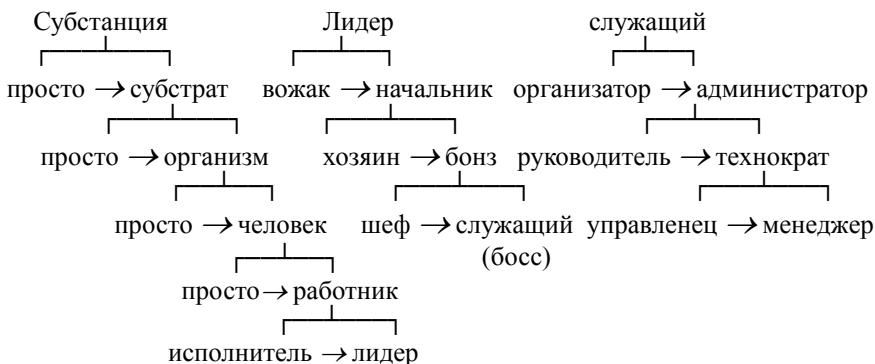 Субстанция Лидер служащий
просто → субстрат вожак → начальник организатор → администратор
просто → организм хозяин → бонз руководитель → технократ
просто → человек шеф → служащий управленец → менеджер
(босс)
просто → работник
исполнитель → лидер